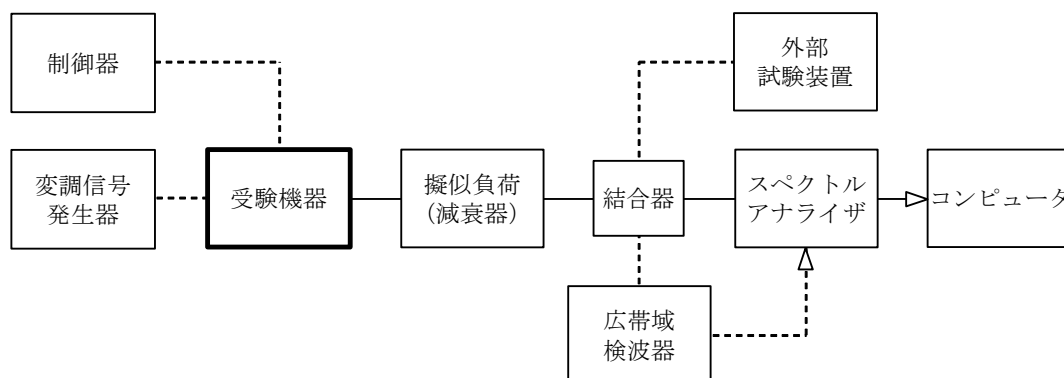 制御器
外部
試験装置
変調信号
発生器
受験機器
擬似負荷
(減衰器)
結合器
スペクトル
アナライザ
コンピュータ
広帯域
検波器